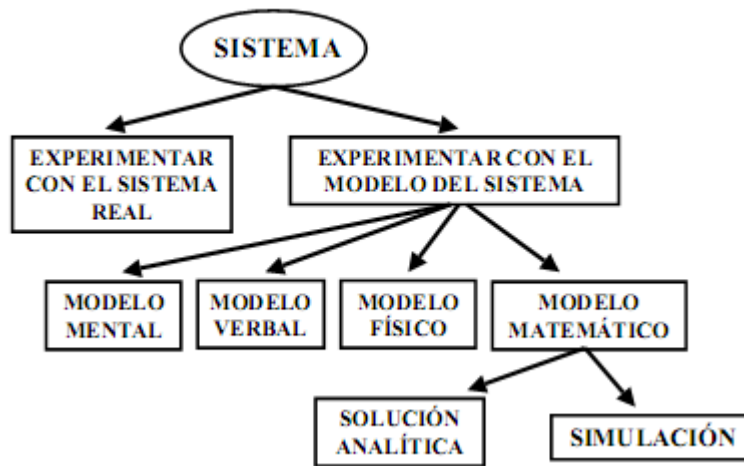 SISTEMA
EXPERIMENTAR
CON EL SISTEMA
REAL
EXPERIMENTAR CON EL
MODELO DEL SISTEMA
MODELO
MENTAL
MODELO
VERBAL
MODELO
FÍSICO
MODELO
MATEMÁTICO
SOLUCIÓN
ANALÍTICA
SIMULACIÓN